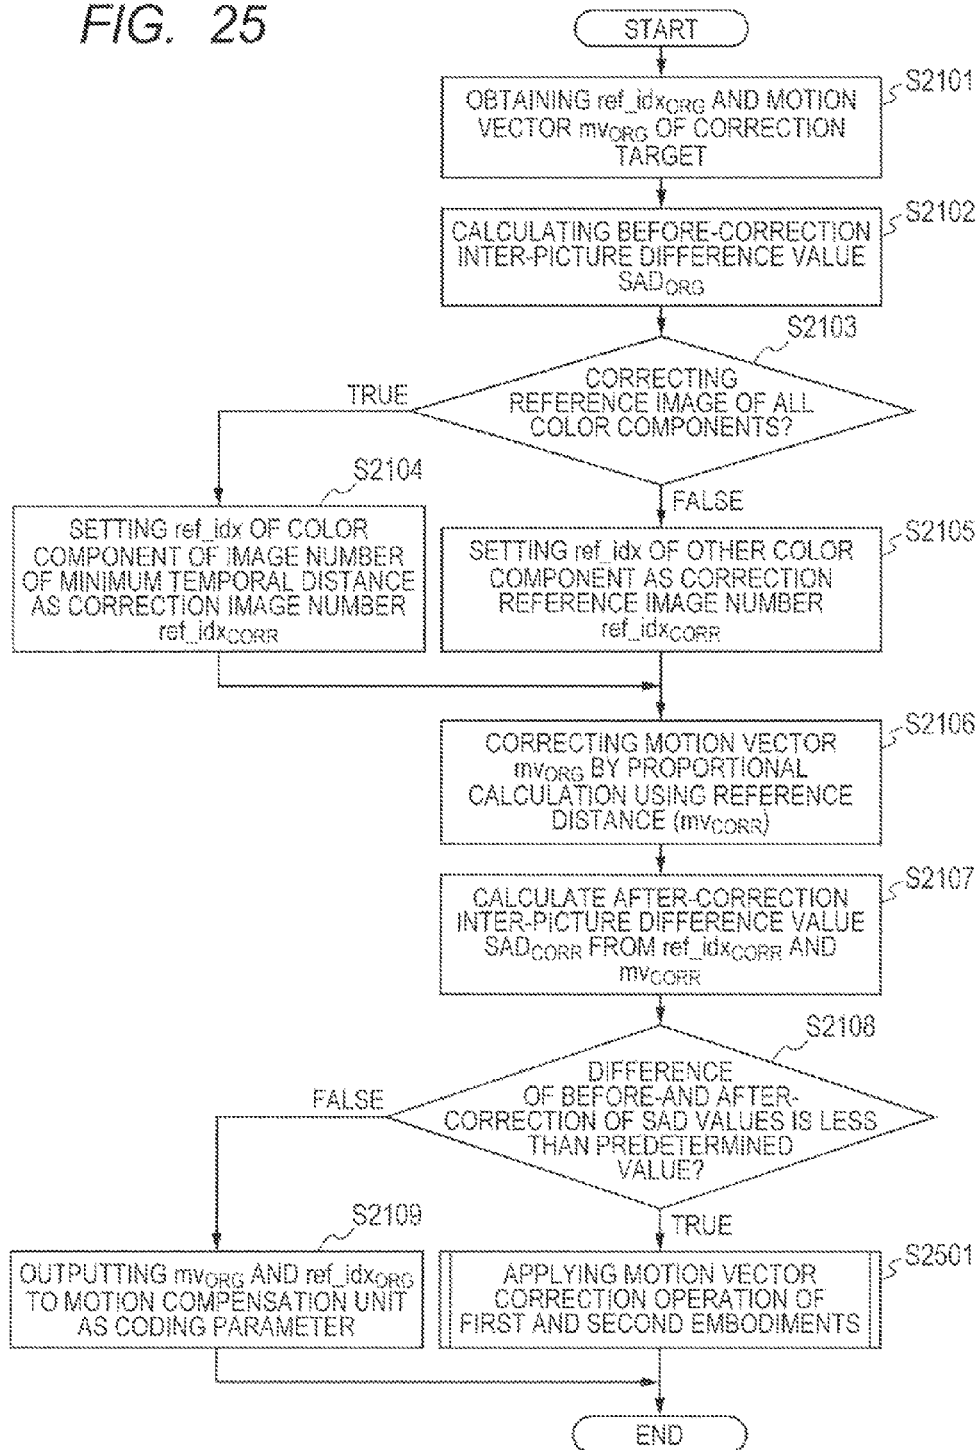 FIG. 25
START
S2101
OBTAINING ref_idxORG AND MOTION
VECTOR mvORG OF CORRECTION
TARGET
S2102
CALCULATING BEFORE-CORRECTION
INTER-PICTURE DIFFERENCE VALUE
SADORG
S2103
CORRECTING
REFERENCE IMAGE OF ALL
COLOR COMPONENTS?
TRUE
FALSE
S2104
SETTING ref_idx OF COLOR
COMPONENT OF IMAGE NUMBER
OF MINIMUM TEMPORAL DISTANCE
AS CORRECTION IMAGE NUMBER
ref_idxCORR
S2105
SETTING ref_idx OF OTHER COLOR
COMPONENT AS CORRECTION
REFERENCE IMAGE NUMBER
ref_idxCORR
S2106
CORRECTING MOTION VECTOR
mvORG BY PROPORTIONAL
CALCULATION USING REFERENCE
DISTANCE (mvCORR)
S2107
CALCULATE AFTER-CORRECTION
INTER-PICTURE DIFFERENCE VALUE
SADCORR FROM ref_idxCORR AND
mvCORR
S2108
DIFFERENCE
OF BEFORE-AND AFTER-
CORRECTION OF SAD VALUES IS LESS
THAN PREDETERMINED
VALUE?
FALSE
TRUE
S2109
OUTPUTTING mvORG AND ref_idxORG
TO MOTION COMPENSATION UNIT
AS CODING PARAMETER
S2501
APPLYING MOTION VECTOR
CORRECTION OPERATION OF
FIRST AND SECOND EMBODIMENTS
END